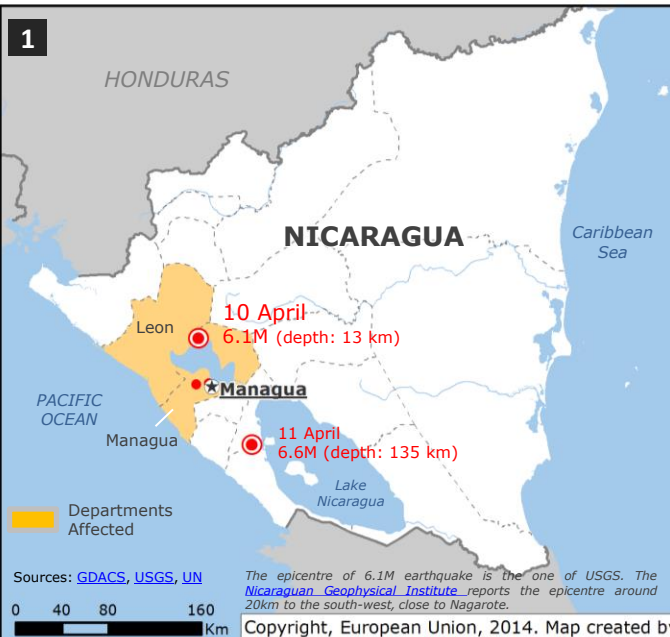 1
HONDURAS
NICARAGUA
Caribbean
Sea
10 April
Leon
6.1M (depth: 13 km)
Managua
PACIFIC
OCEAN
Managua
11 April
6.6M (depth: 135 km)
Lake
Nicaragua
Departments
Affected
Sources: GDACS, USGS, UN
The epicentre of 6.1M earthquake is the one of USGS. The
Nicaraguan Geophysical Institute reports the epicentre around
20km to the south-west, close to Nagarote.
0 40 80 160
Km
Copyright, European Union, 2014. Map created b